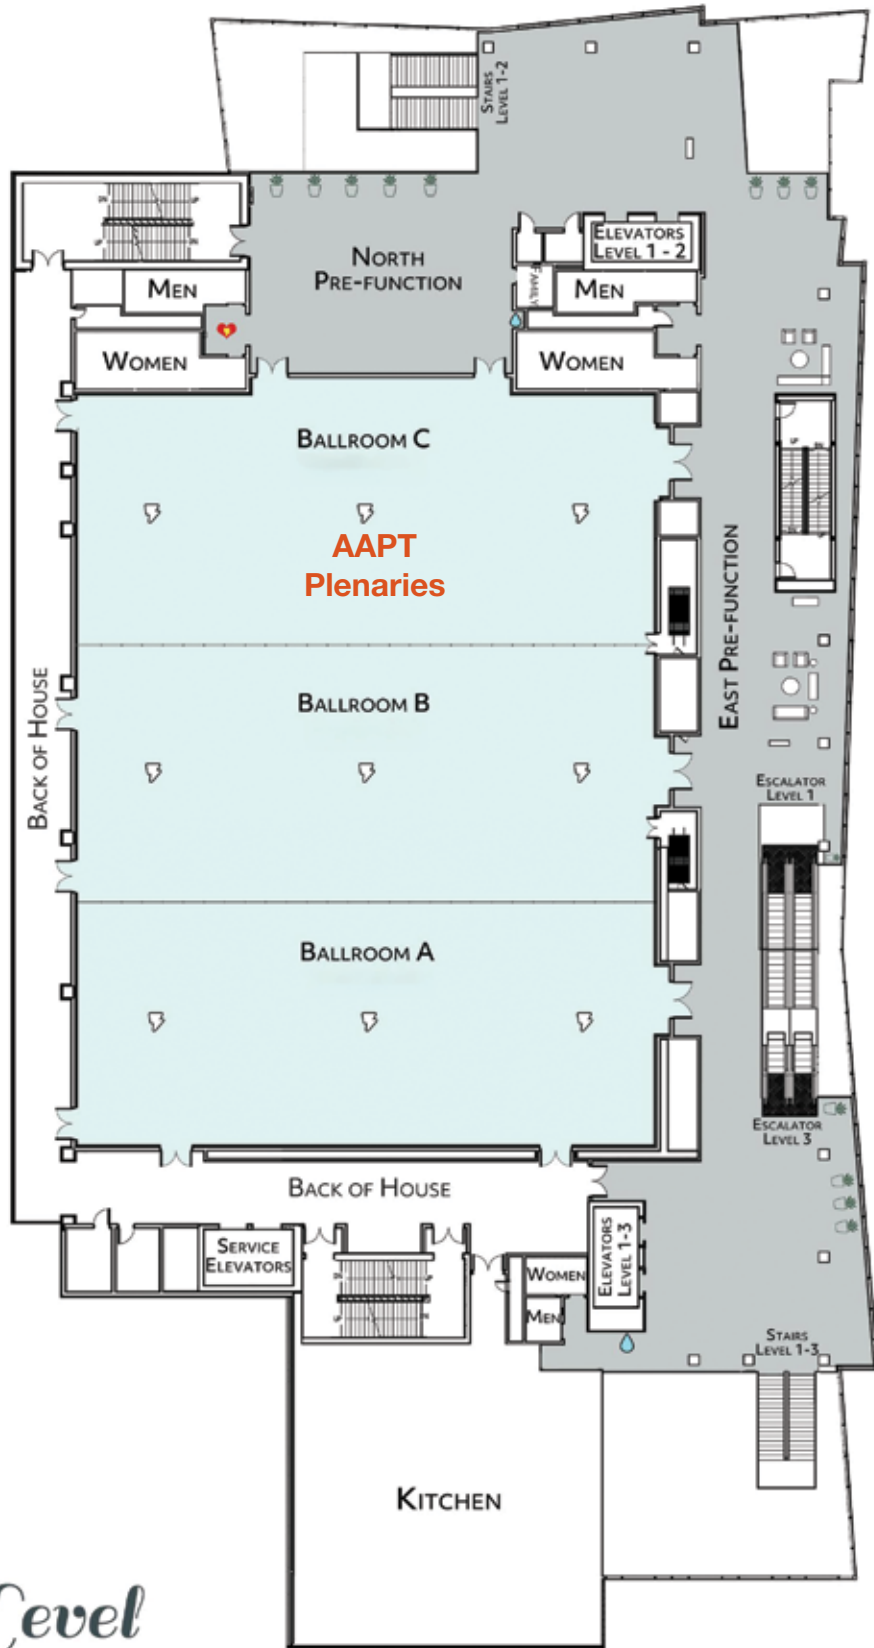 STAIRS
LEVEL 1-2
ELEVATORS
LEVEL 1 - 2
NORTH
PRE-FUNCTION
FAMILY
MEN
MEN
WOMEN
WOMEN
BALLROOM C
AAPT
Plenaries
EAST PRE-FUNCTION
BACK OF HOUSE
BALLROOM B
ESCALATOR
LEVEL 1
BALLROOM A
ESCALATOR
LEVEL 3
BACK OF HOUSE
SERVICE
ELEVATORS
ELEVATORS
LEVEL 1-3
WOMEN
MEN
STAIRS
LEVEL 1-3
KITCHEN
Level